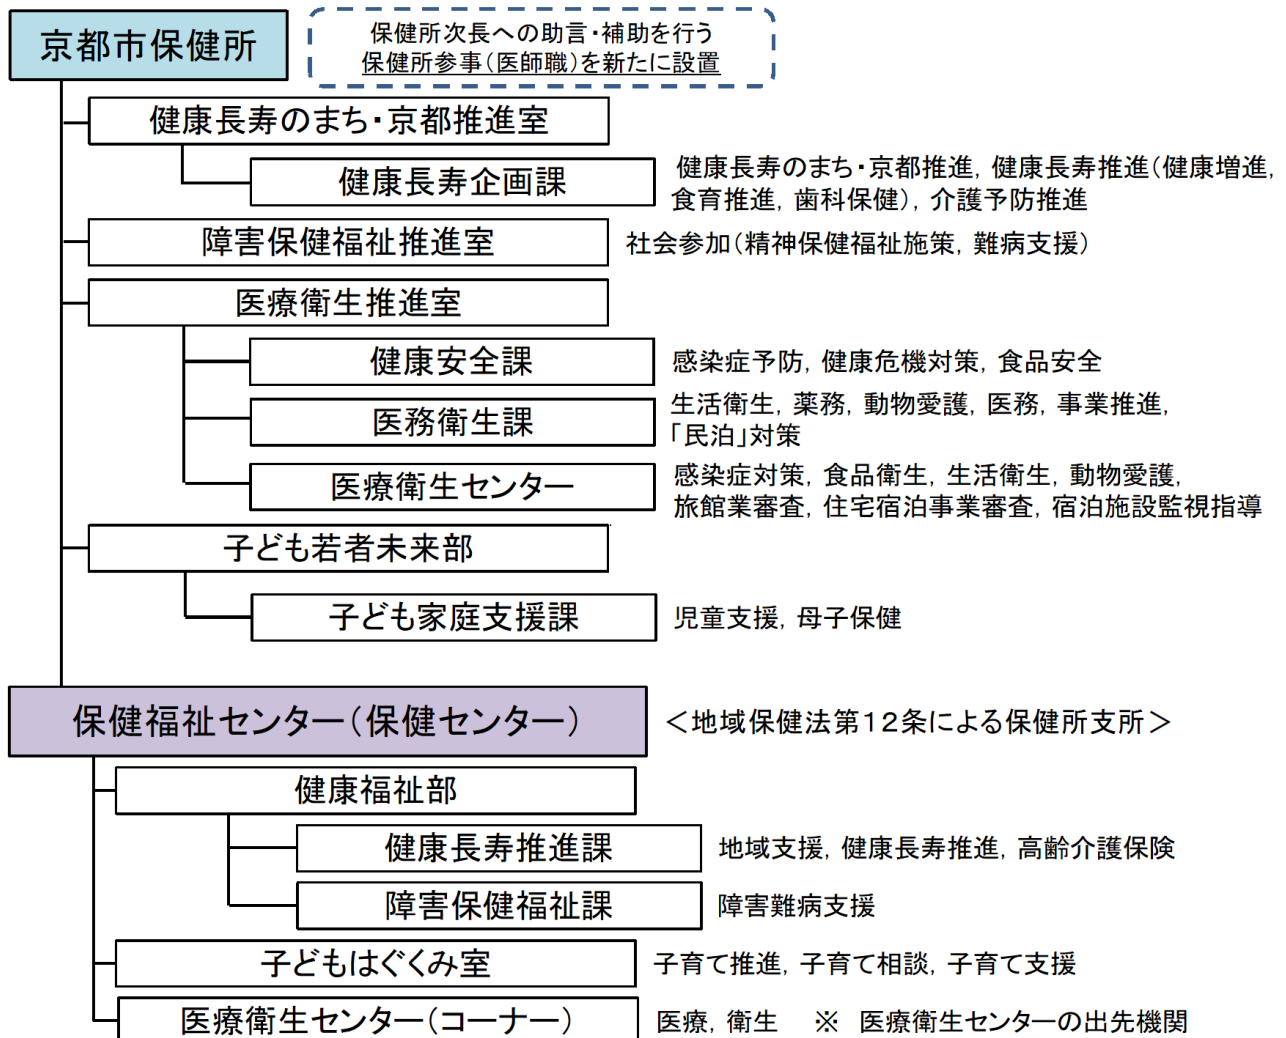 京都市保健所
保健所次長への助言・補助を行う
保健所参事(医師職)を新たに設置
健康長寿のまち・京都推進室
健康長寿企画課
健康長寿のまち・京都推進, 健康長寿推進(健康増進,
食育推進, 歯科保健), 介護予防推進
障害保健福祉推進室
社会参加(精神保健福祉施策, 難病支援)
医療衛生推進室
健康安全課
感染症予防, 健康危機対策, 食品安全
医務衛生課
生活衛生, 薬務, 動物愛護, 医務, 事業推進,
「民泊」対策
医療衛生センター
感染症対策, 食品衛生, 生活衛生, 動物愛護,
旅館業審査, 住宅宿泊事業審査, 宿泊施設監視指導
子ども若者未来部
子ども家庭支援課
児童支援, 母子保健
保健福祉センター(保健センター)
<地域保健法第12条による保健所支所>
健康福祉部
健康長寿推進課
地域支援, 健康長寿推進, 高齢介護保険
障害保健福祉課
障害難病支援
子どもはぐくみ室
子育て推進, 子育て相談, 子育て支援
医療衛生センター(コーナー)
医療, 衛生 ※ 医療衛生センターの出先機関